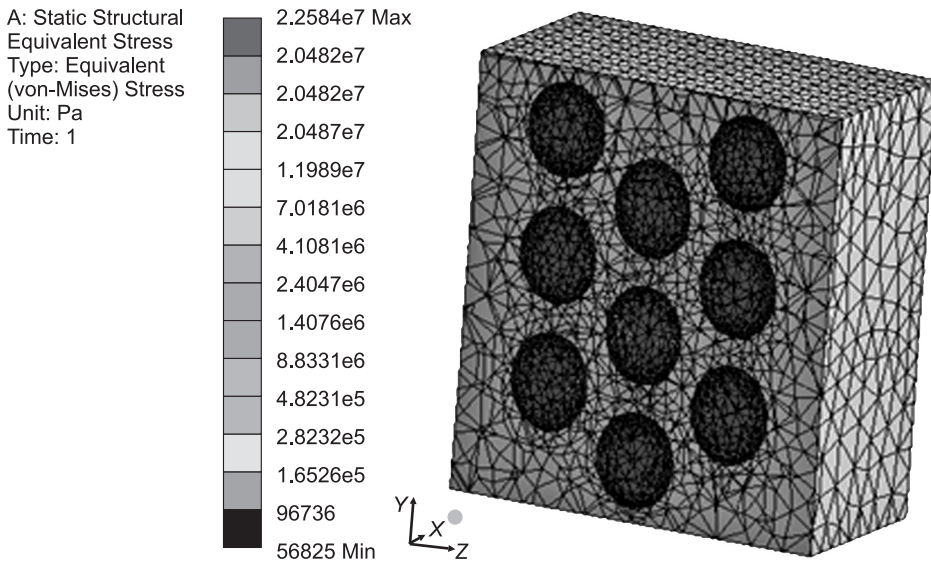 A: Static Structural
Equivalent Stress
Type: Equivalent
(von-Mises) Stress
Unit: Pa
Time: 1
2.2584e7 Max
2.0482e7
2.0482e7
2.0487e7
1.1989e7
7.0181e6
4.1081e6
2.4047e6
1.4076e6
8.8331e6
4.8231e5
2.8232e5
1.6526e5
96736
56825 Min
Y
X
Z